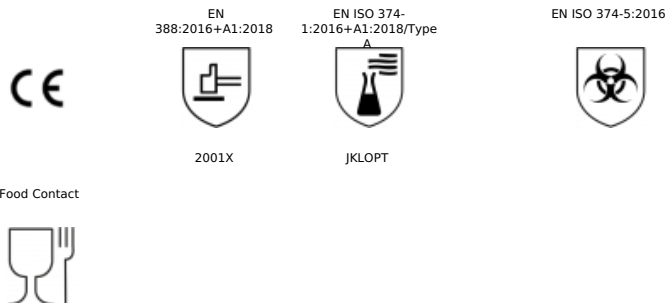 EN
388:2016+A1:2018
EN ISO 374-
1:2016+A1:2018/Type
A
EN ISO 374-5:2016
CE
2001X
JKLOPT
Food Contact